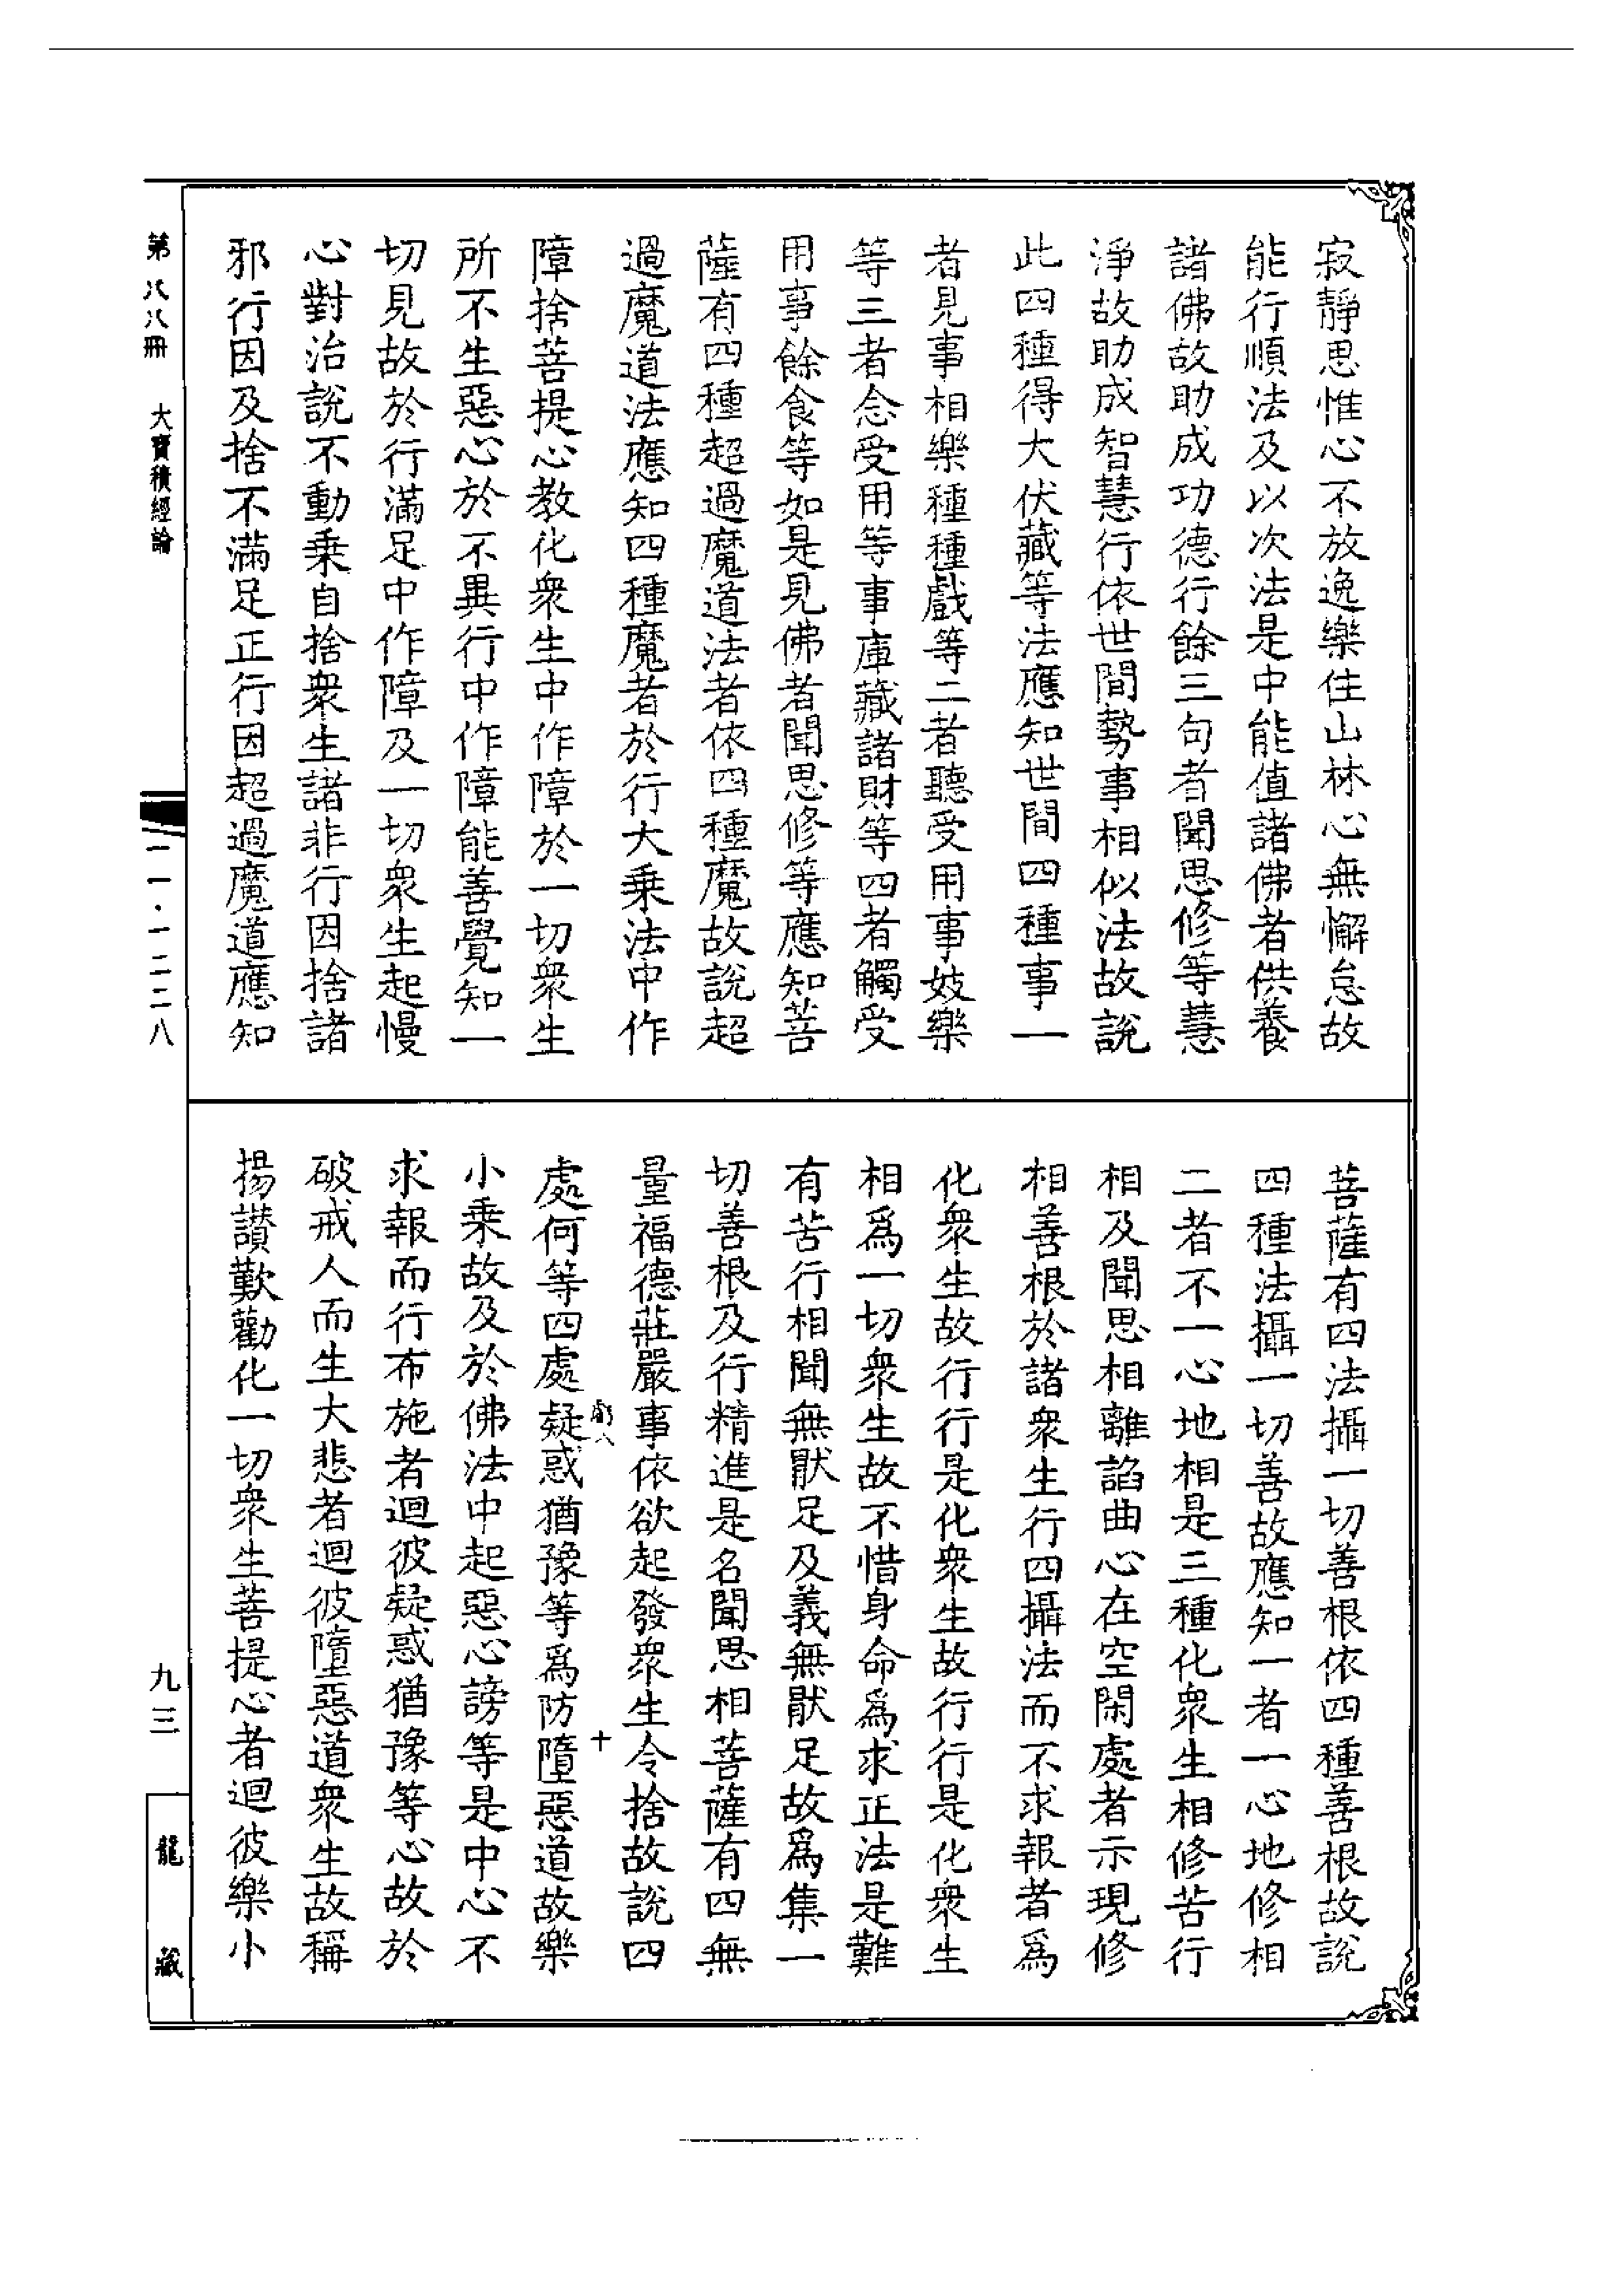 寂靜思惟心不放逸樂住山林心無懈怠故
能行順法及以次法是中能值諸佛者供養
諸佛故助成功德行餘三句者聞思修等慧
淨故助成智慧行依世間勢事相似法故說
此四種得大伏藏等法應知世間四種事一
者見事相樂種種戲等二者聽受用事妓樂
等三者念受用等事庫藏諸財等四者觸受
用事餘食等如是見佛者聞思修等應知菩
薩有四種超過魔道法者依四種魔故說超
過魔道法應知四種魔者於行大乘法中作
障捨菩提心教化衆生中作障於一切衆生
所不生惡心於不異行中作障能善覺知一
切見故於行滿足中作障及一切衆生起慢
心對治說不動乘自捨衆生諸非行因捨諸
邪行因及捨不滿足正行因超過魔道應知
菩薩有四法攝一切善根依四種善根故說
四種法攝一切善故應知一者一心地修相
二者不一心地相是三種化衆生相修苦行
相及聞思相離諂曲心在空閑處者示現修
相善根於諸衆生行四攝法而不求報者爲
化衆生故行行是化衆生故行行是化衆生
相爲一切衆生故不惜身命爲求正法是難
有苦行相聞無猒足及義無猒足故爲集一
切善根及行精進是名聞思相菩薩有四無
量福德莊嚴事依欲起發衆生令捨故說四
十
處何等四處疑惑猶豫等爲防墮惡道故樂
小乘故及於佛法中起惡心謗等是中心不
求報而行布施者迴彼疑惑猶豫等心故於
破戒人而生大悲者迴彼墮惡道衆生故稱
揚讃歎勸化一切衆生菩提心者迴彼樂小
第八八冊 大寶積經論
二一·一二二八
九三
龍藏